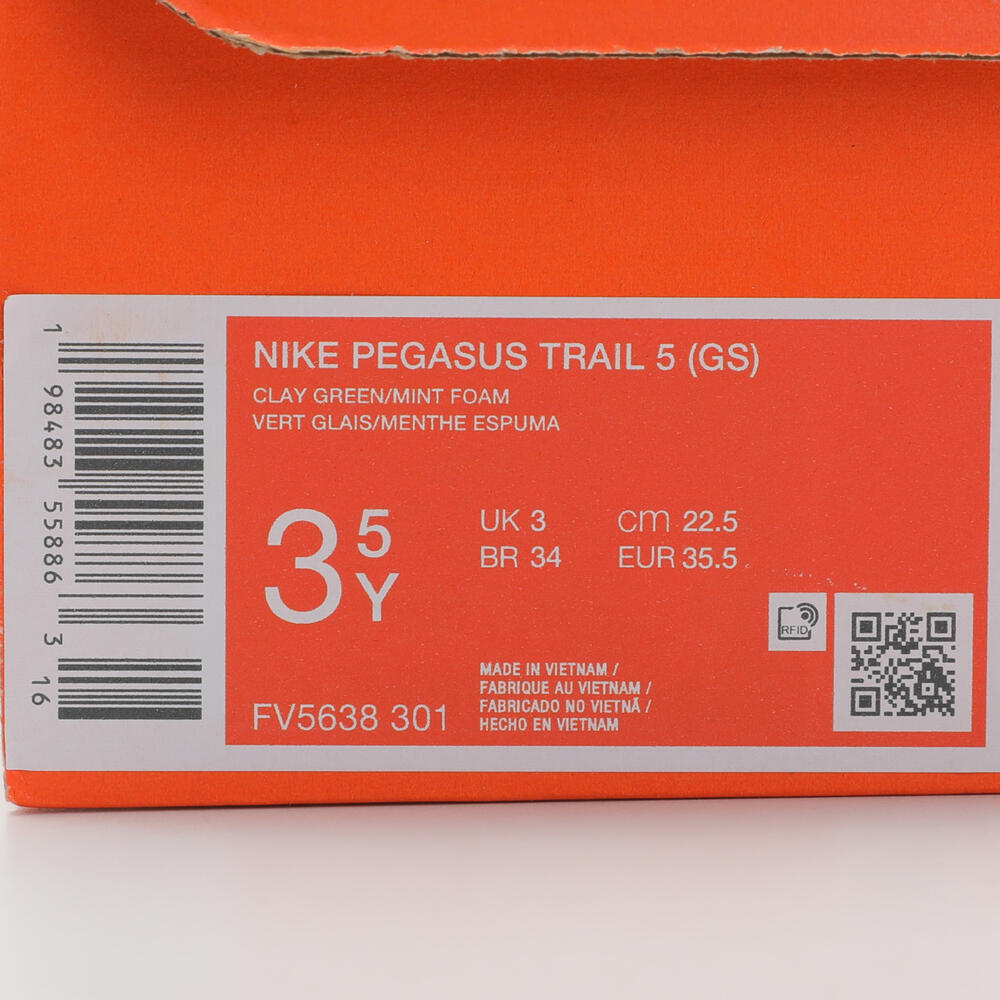 NIKE PEGASUS TRAIL 5 (GS)
CLAY GREEN/MINT FOAM
VERT GLAIS/MENTHE ESPUMA
3 5 Y
UK 3 cm 22.5
BR 34 EUR 35.5
RFID
FV5638 301
MADE IN VIETNAM /
FABRIQUE AU VIETNAM /
FABRICADO NO VIETNÃ /
HECHO EN VIETNAM
1 98483 55886 3 16